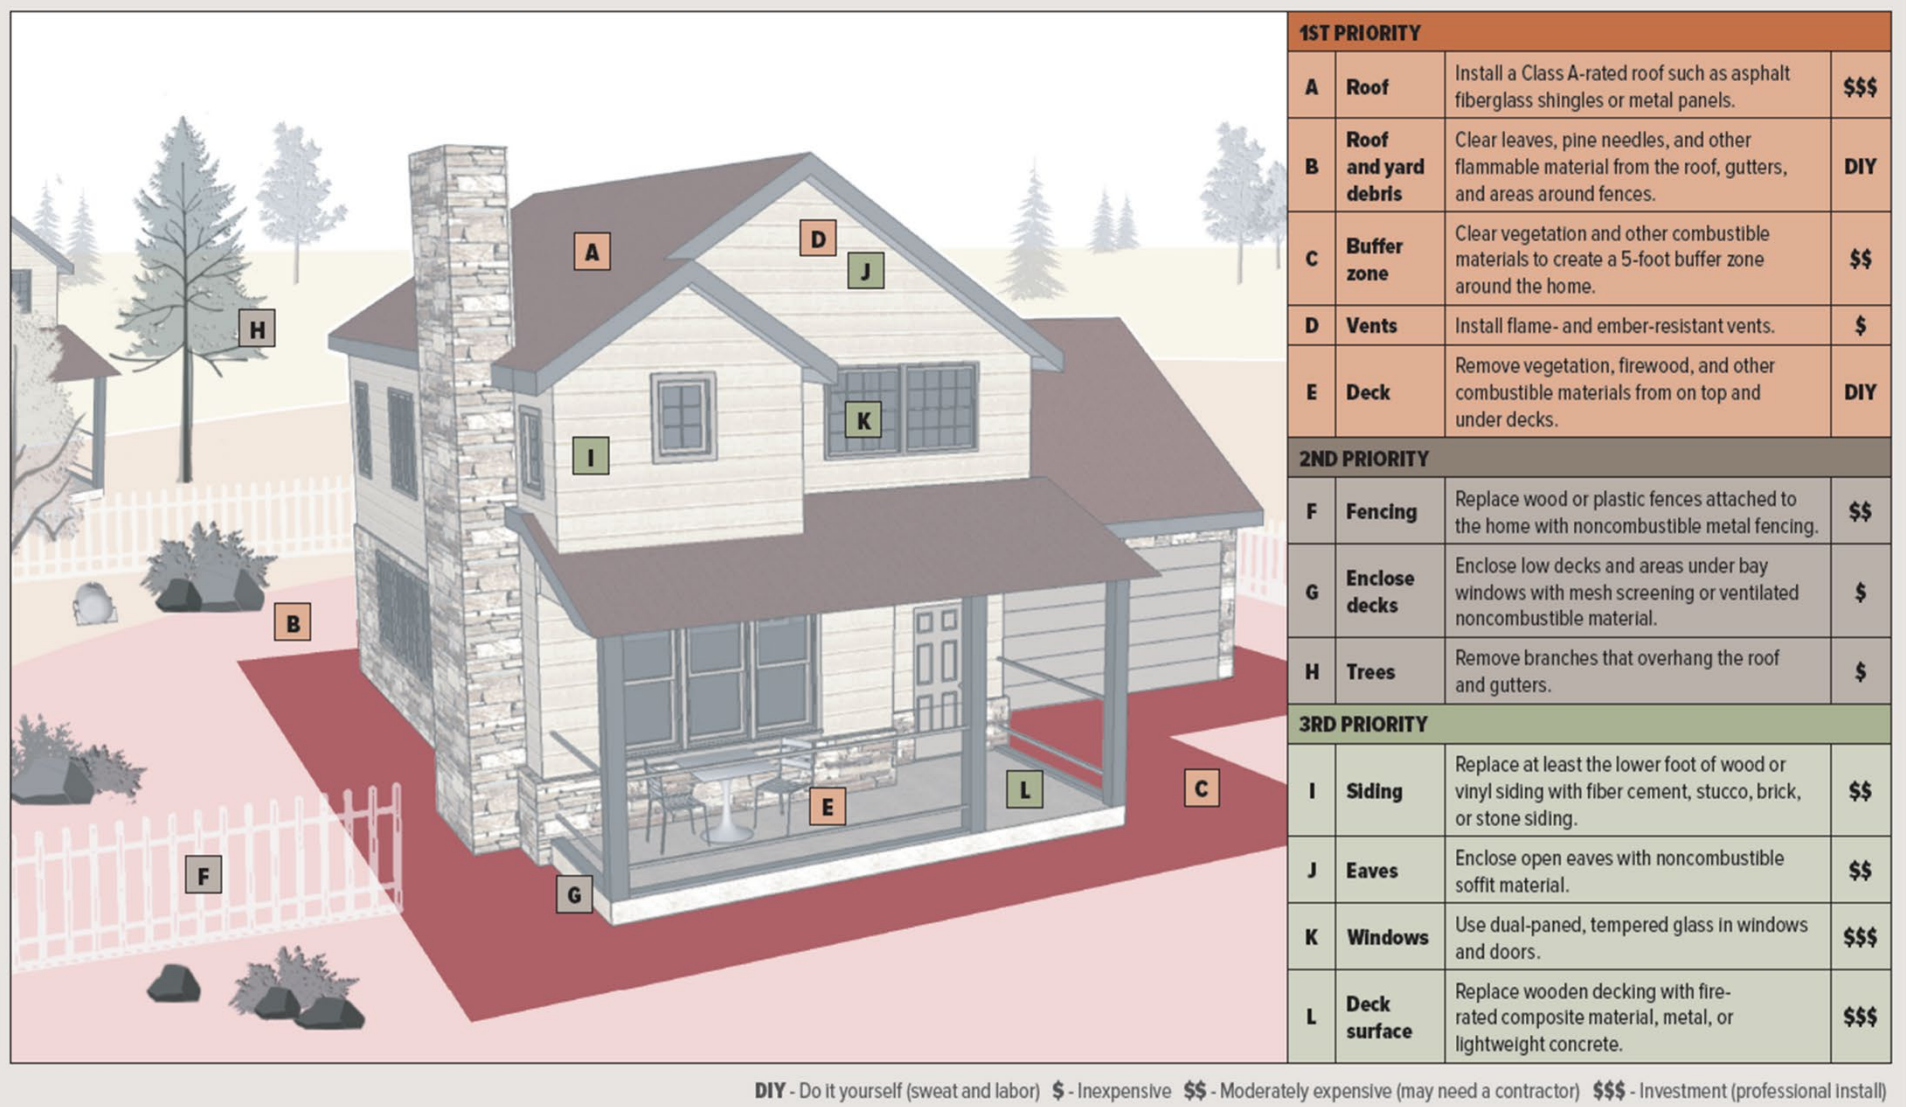 A
D
J
H
K
I
B
E
L
C
F
G
1ST PRIORITY
A
Roof
Install a Class A-rated roof such as asphalt
fiberglass shingles or metal panels.
$$$
B
Roof
and yard
debris
Clear leaves, pine needles, and other
flammable material from the roof, gutters,
and areas around fences.
DIY
C
Buffer
zone
Clear vegetation and other combustible
materials to create a 5-foot buffer zone
around the home.
$$
D
Vents
Install flame- and ember-resistant vents.
$
E
Deck
Remove vegetation, firewood, and other
combustible materials from on top and
under decks.
DIY
2ND PRIORITY
F
Fencing
Replace wood or plastic fences attached to
the home with noncombustible metal fencing.
$$
G
Enclose
decks
Enclose low decks and areas under bay
windows with mesh screening or ventilated
noncombustible material.
$
H
Trees
Remove branches that overhang the roof
and gutters.
$
3RD PRIORITY
I
Siding
Replace at least the lower foot of wood or
vinyl siding with fiber cement, stucco, brick,
or stone siding.
$$
J
Eaves
Enclose open eaves with noncombustible
soffit material.
$$
K
Windows
Use dual-paned, tempered glass in windows
and doors.
$$$
L
Deck
surface
Replace wooden decking with fire-
rated composite material, metal, or
lightweight concrete.
$$$
DIY - Do it yourself (sweat and labor) $ - Inexpensive $$ - Moderately expensive (may need a contractor) $$$ - Investment (professional install)